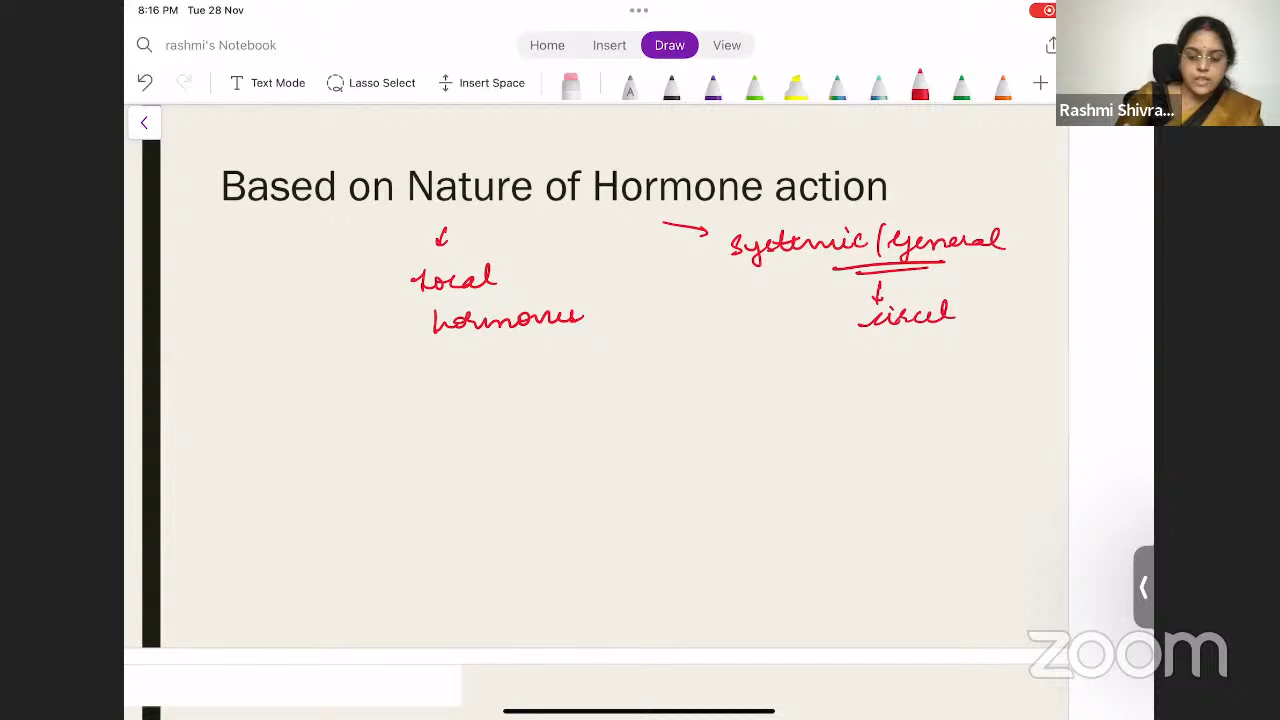 8:16 PM Tue 28 Nov
rashmi's Notebook
Home Insert Draw View
Text Mode Lasso Select Insert Space
A
Rashmi Shivra...
Based on Nature of Hormone action
Systemic/General
Local
hormones
circul
zoom